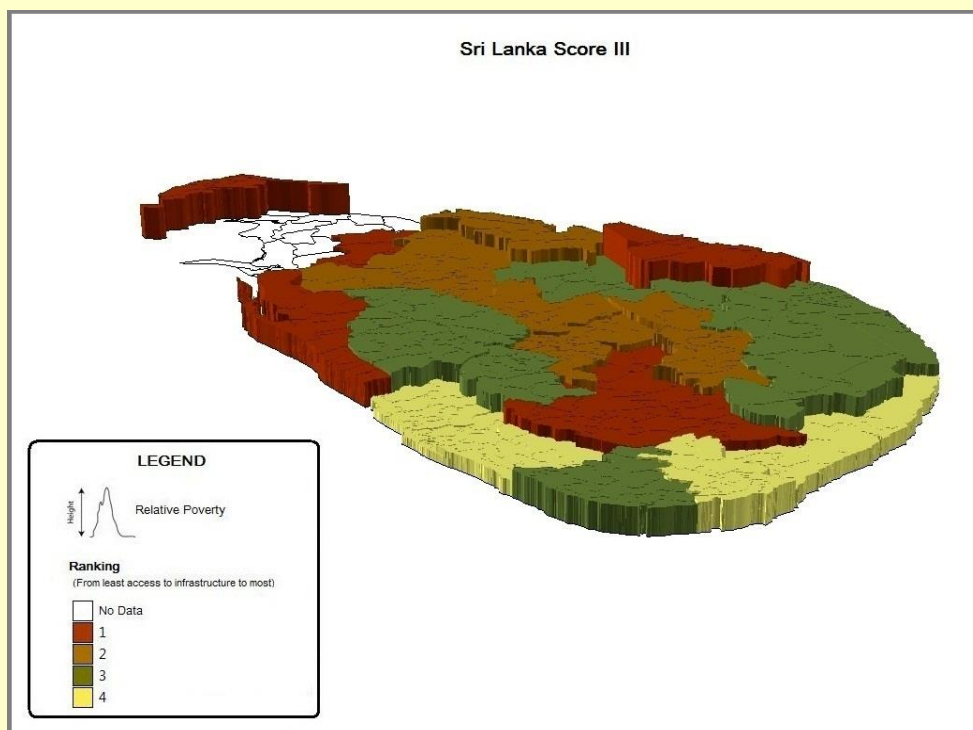 Sri Lanka Score III
LEGEND
Height
Relative Poverty
Ranking
(From least access to infrastructure to most)
No Data
1
2
3
4